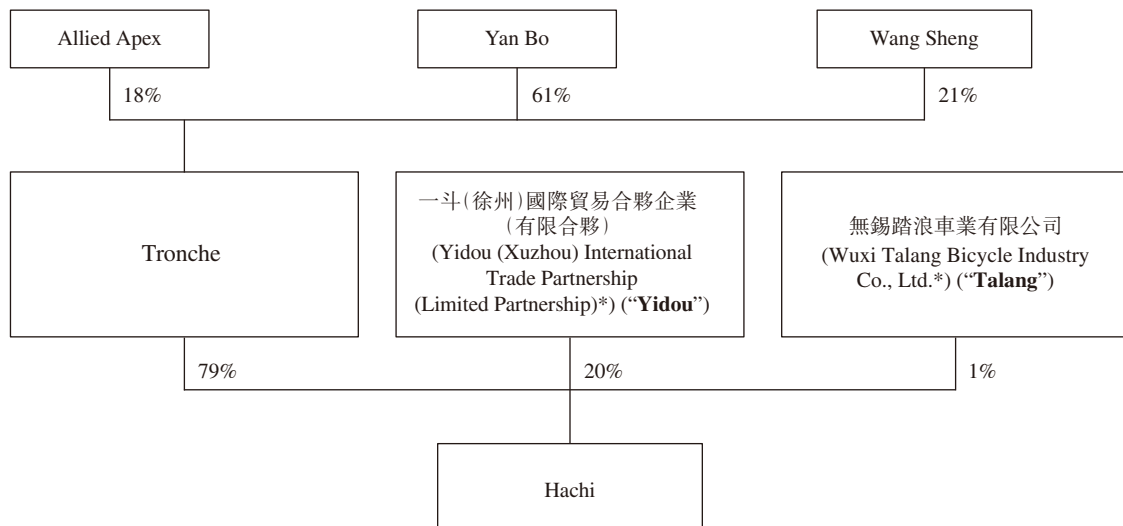 Allied Apex
Yan Bo
Wang Sheng
18%
61%
21%
Tronche
一斗(徐州)國際貿易合夥企業
(有限合夥)
(Yidou (Xuzhou) International
Trade Partnership
(Limited Partnership)*) (“Yidou”)
無錫踏浪車業有限公司
(Wuxi Talang Bicycle Industry
Co., Ltd.*) (“Talang”)
79%
20%
1%
Hachi